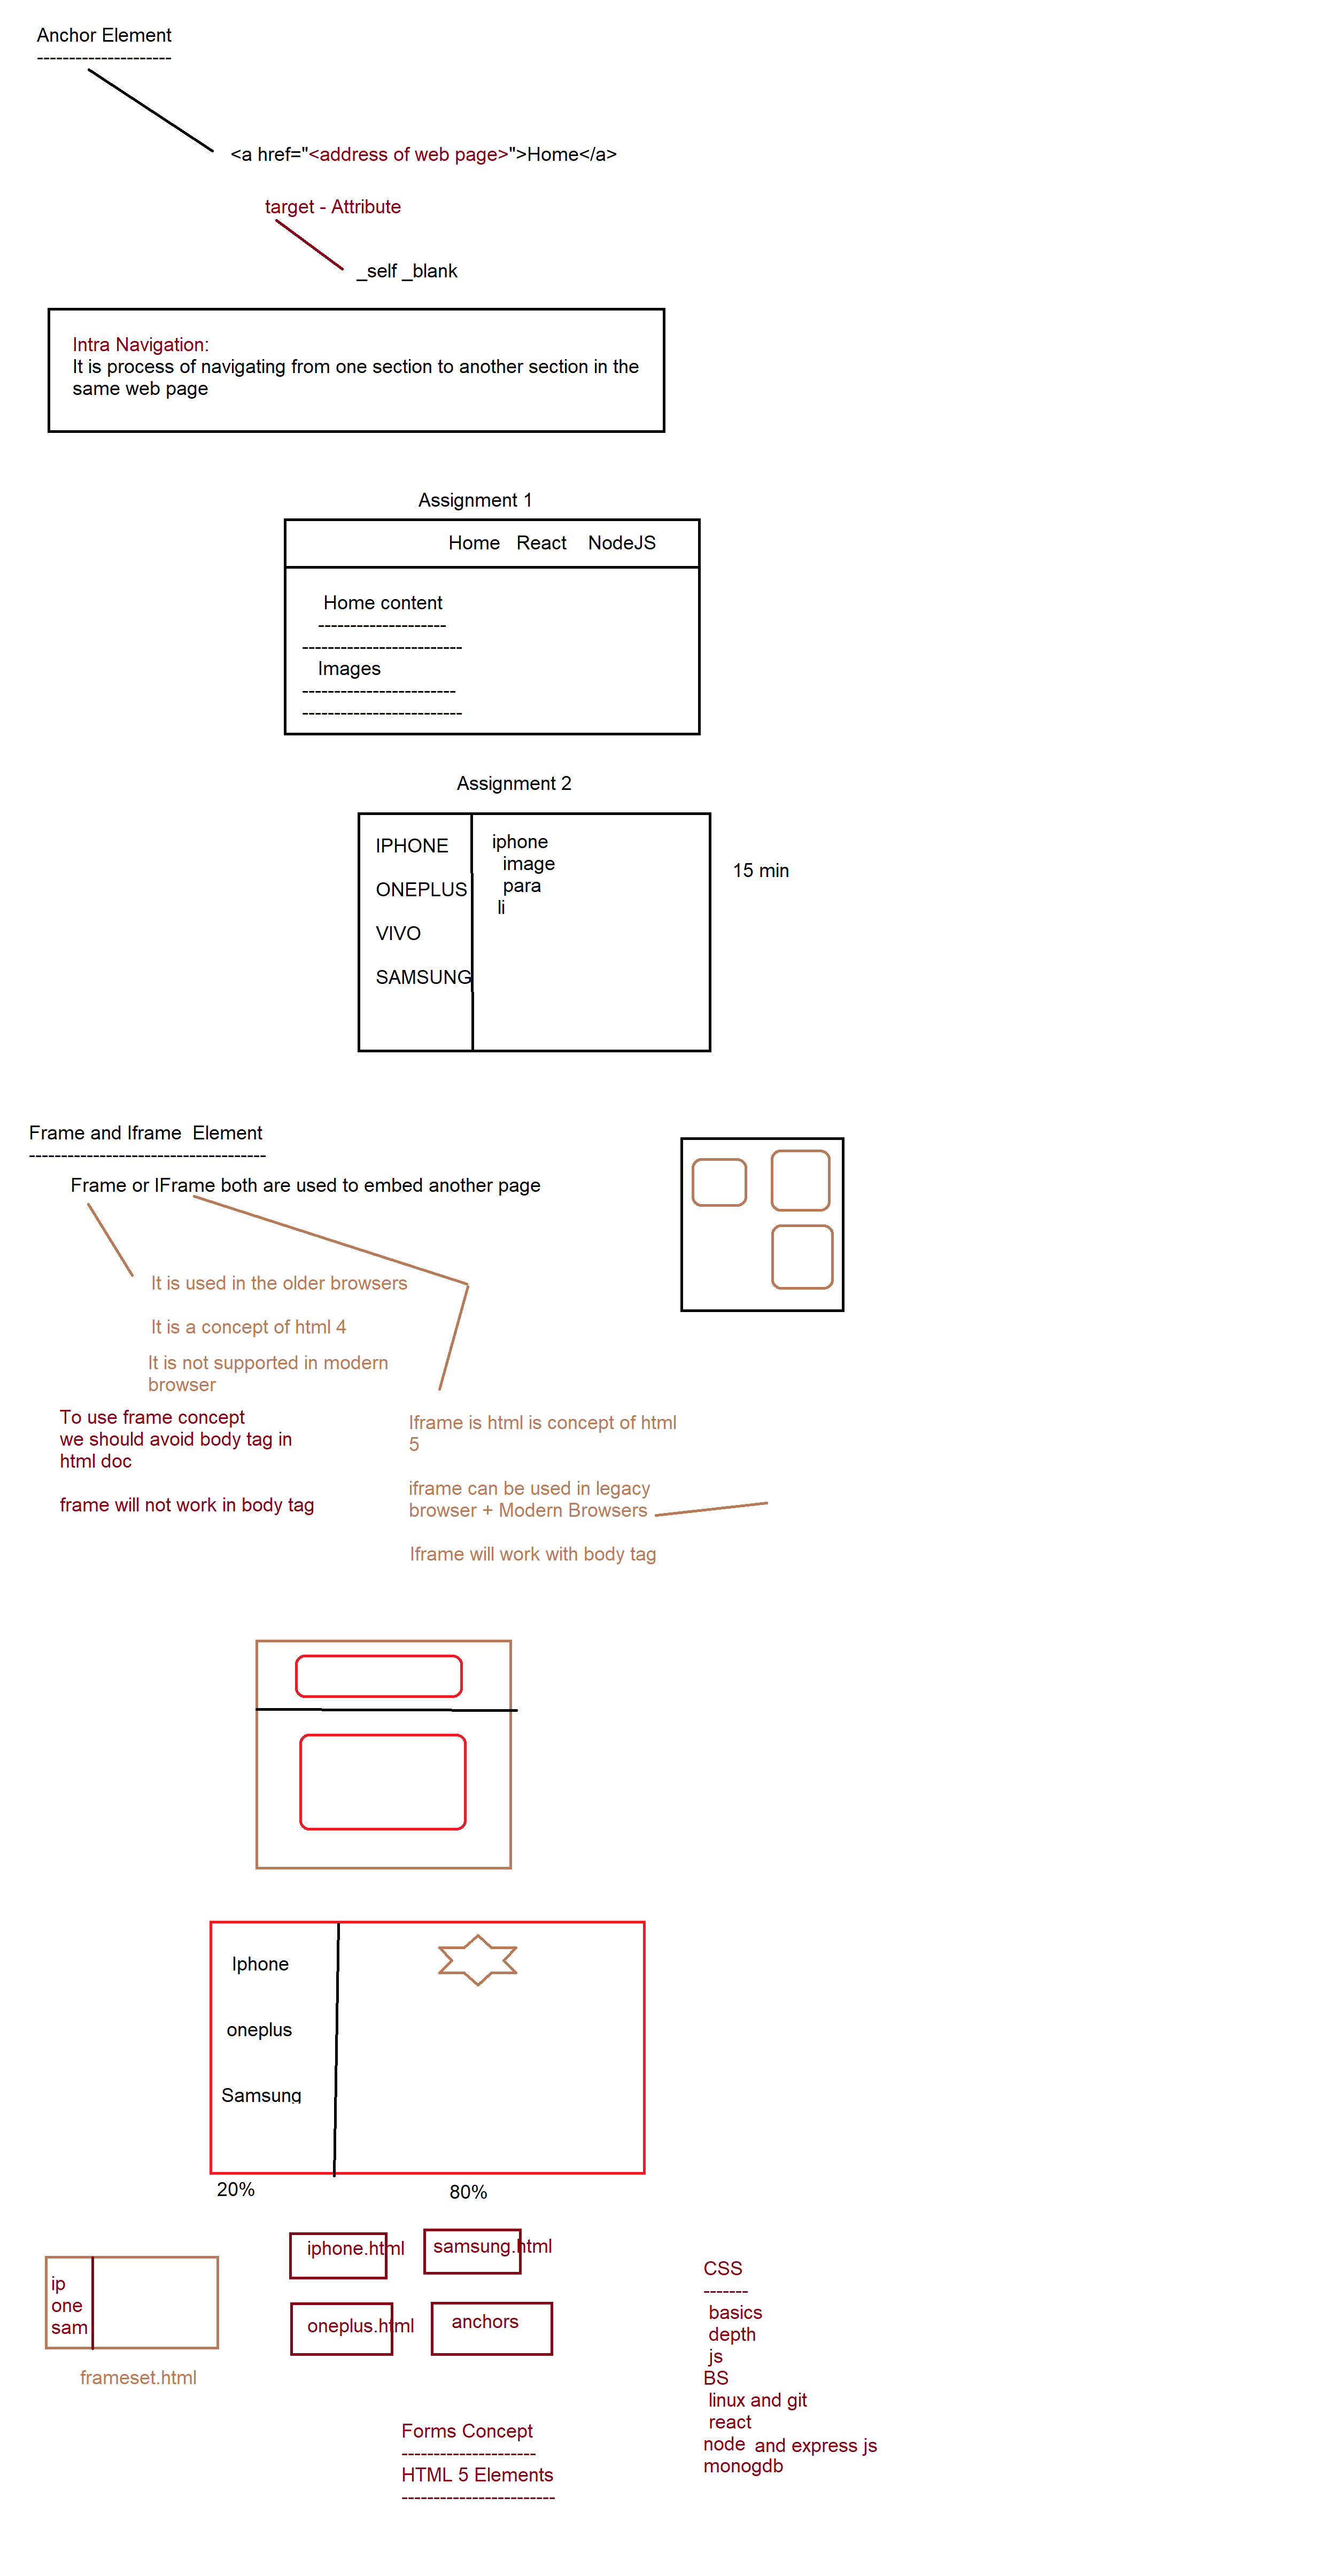 Anchor Element
---------------------
<a href="<address of web page>">Home</a>
target - Attribute
_self _blank
Intra Navigation:
It is process of navigating from one section to another section in the
same web page
Assignment 1
Home React NodeJS
Home content
--------------------
-------------------------
Images
------------------------
-------------------------
Assignment 2
IPHONE
ONEPLUS
VIVO
SAMSUNG
iphone
image
para
li
15 min
Frame and Iframe  Element
-------------------------------------
Frame or IFrame both are used to embed another page
It is used in the older browsers
It is a concept of html 4
It is not supported in modern
browser
To use frame concept
we should avoid body tag in
html doc
frame will not work in body tag
Iframe is html is concept of html
5
iframe can be used in legacy
browser + Modern Browsers
Iframe will work with body tag
Iphone
oneplus
Samsung
20%
80%
iphone.html
samsung.html
oneplus.html
anchors
ip
one
sam
frameset.html
CSS
-------
basics
depth
js
BS
linux and git
react
node and express js
monogdb
Forms Concept
---------------------
HTML 5 Elements
------------------------